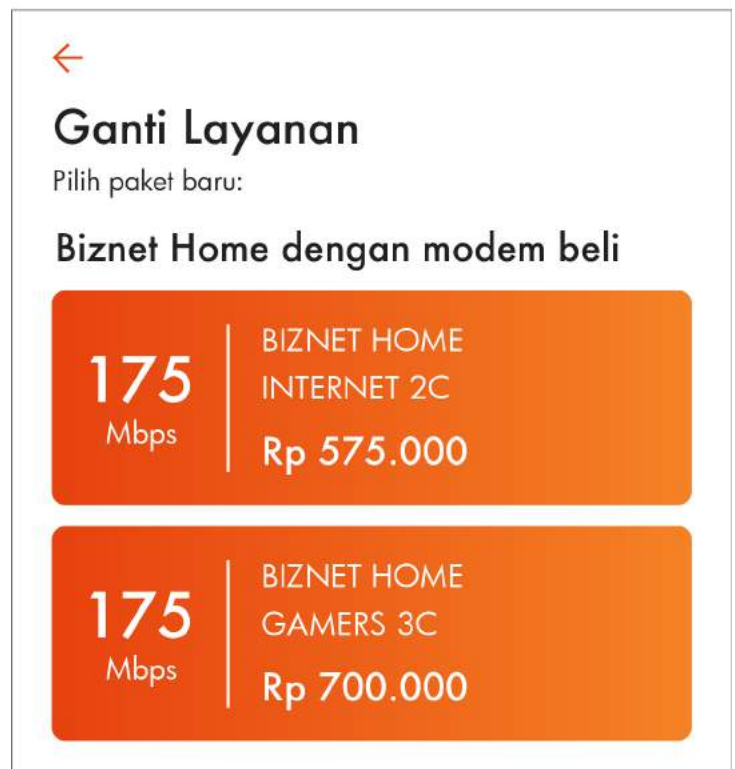 Ganti Layanan
Pilih paket baru:
Biznet Home dengan modem beli
175
Mbps
BIZNET HOME
INTERNET 2C
Rp 575.000
175
Mbps
BIZNET HOME
GAMERS 3C
Rp 700.000